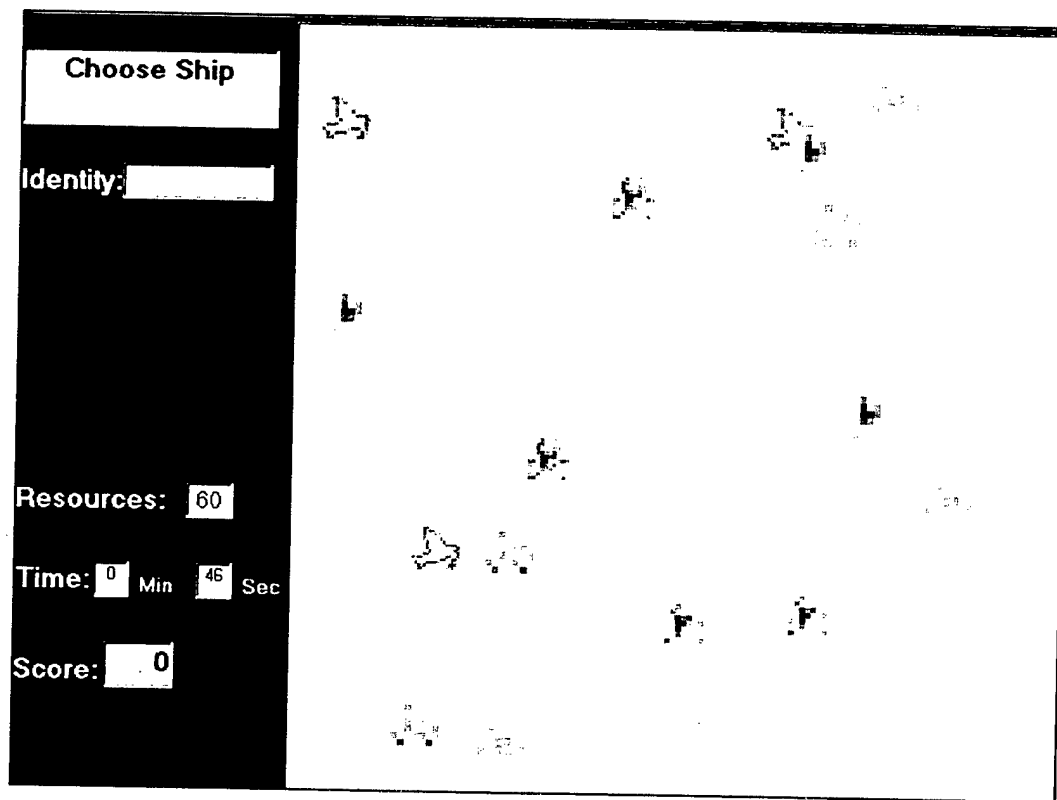 Choose Ship
Identity:
Resources: 60
Time: 0 Min 46 Sec
Score: 0